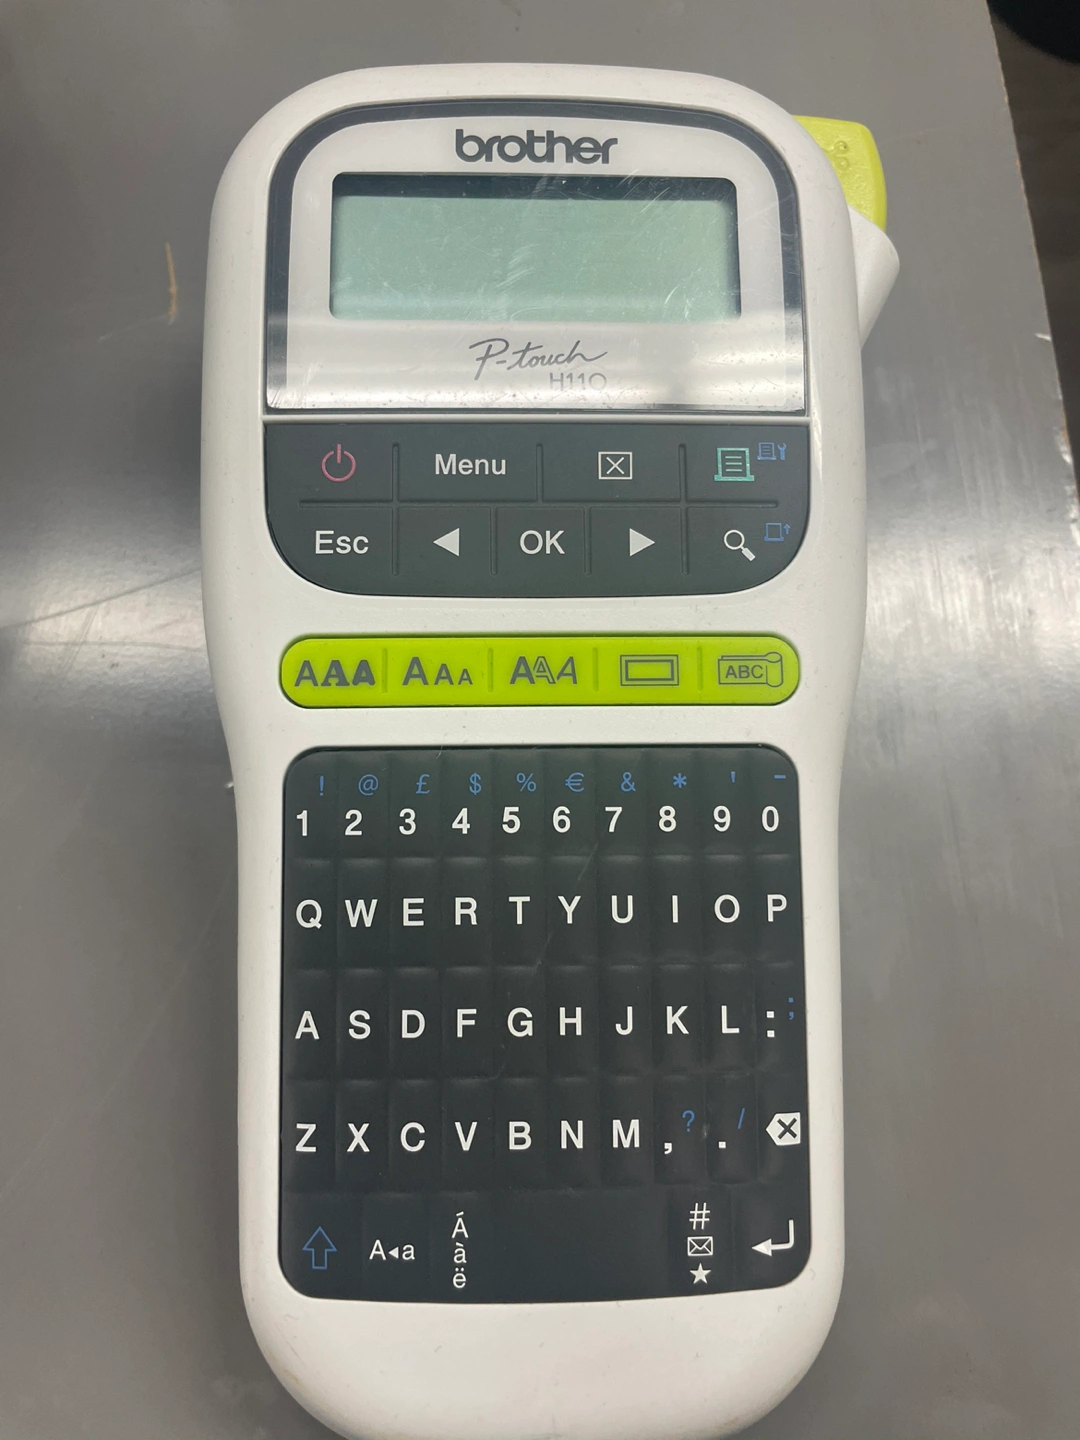 brother
P-touch
H110
Menu
Esc ◀ OK ▶
AAA AAA AAA ABC
! @ £ $ % € & * ' -
1 2 3 4 5 6 7 8 9 0
Q W E R T Y U I O P
A S D F G H J K L : ;
Z X C V B N M , ? . /
Á
A◂a à
ë
#
✉
★